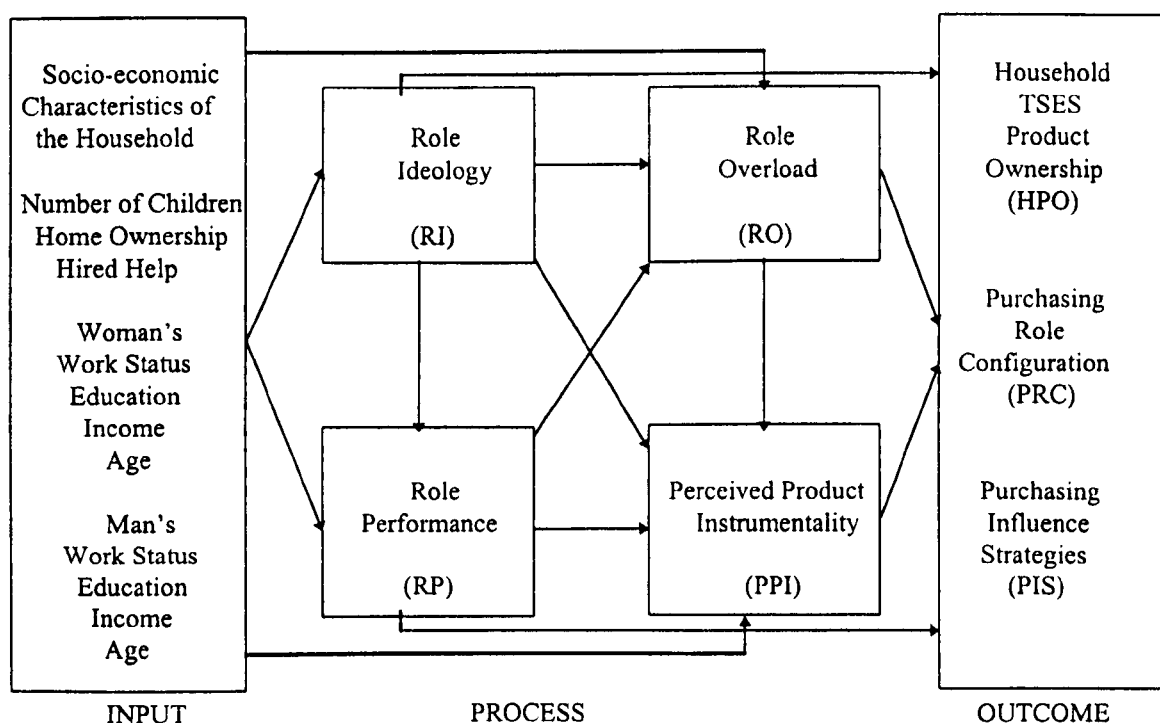 Socio-economic
Characteristics of
the Household
Number of Children
Home Ownership
Hired Help
Woman's
Work Status
Education
Income
Age
Man's
Work Status
Education
Income
Age
INPUT
Role
Ideology
(RI)
Role
Performance
(RP)
Role
Overload
(RO)
Perceived Product
Instrumentality
(PPI)
PROCESS
Household
TSES
Product
Ownership
(HPO)
Purchasing
Role
Configuration
(PRC)
Purchasing
Influence
Strategies
(PIS)
OUTCOME